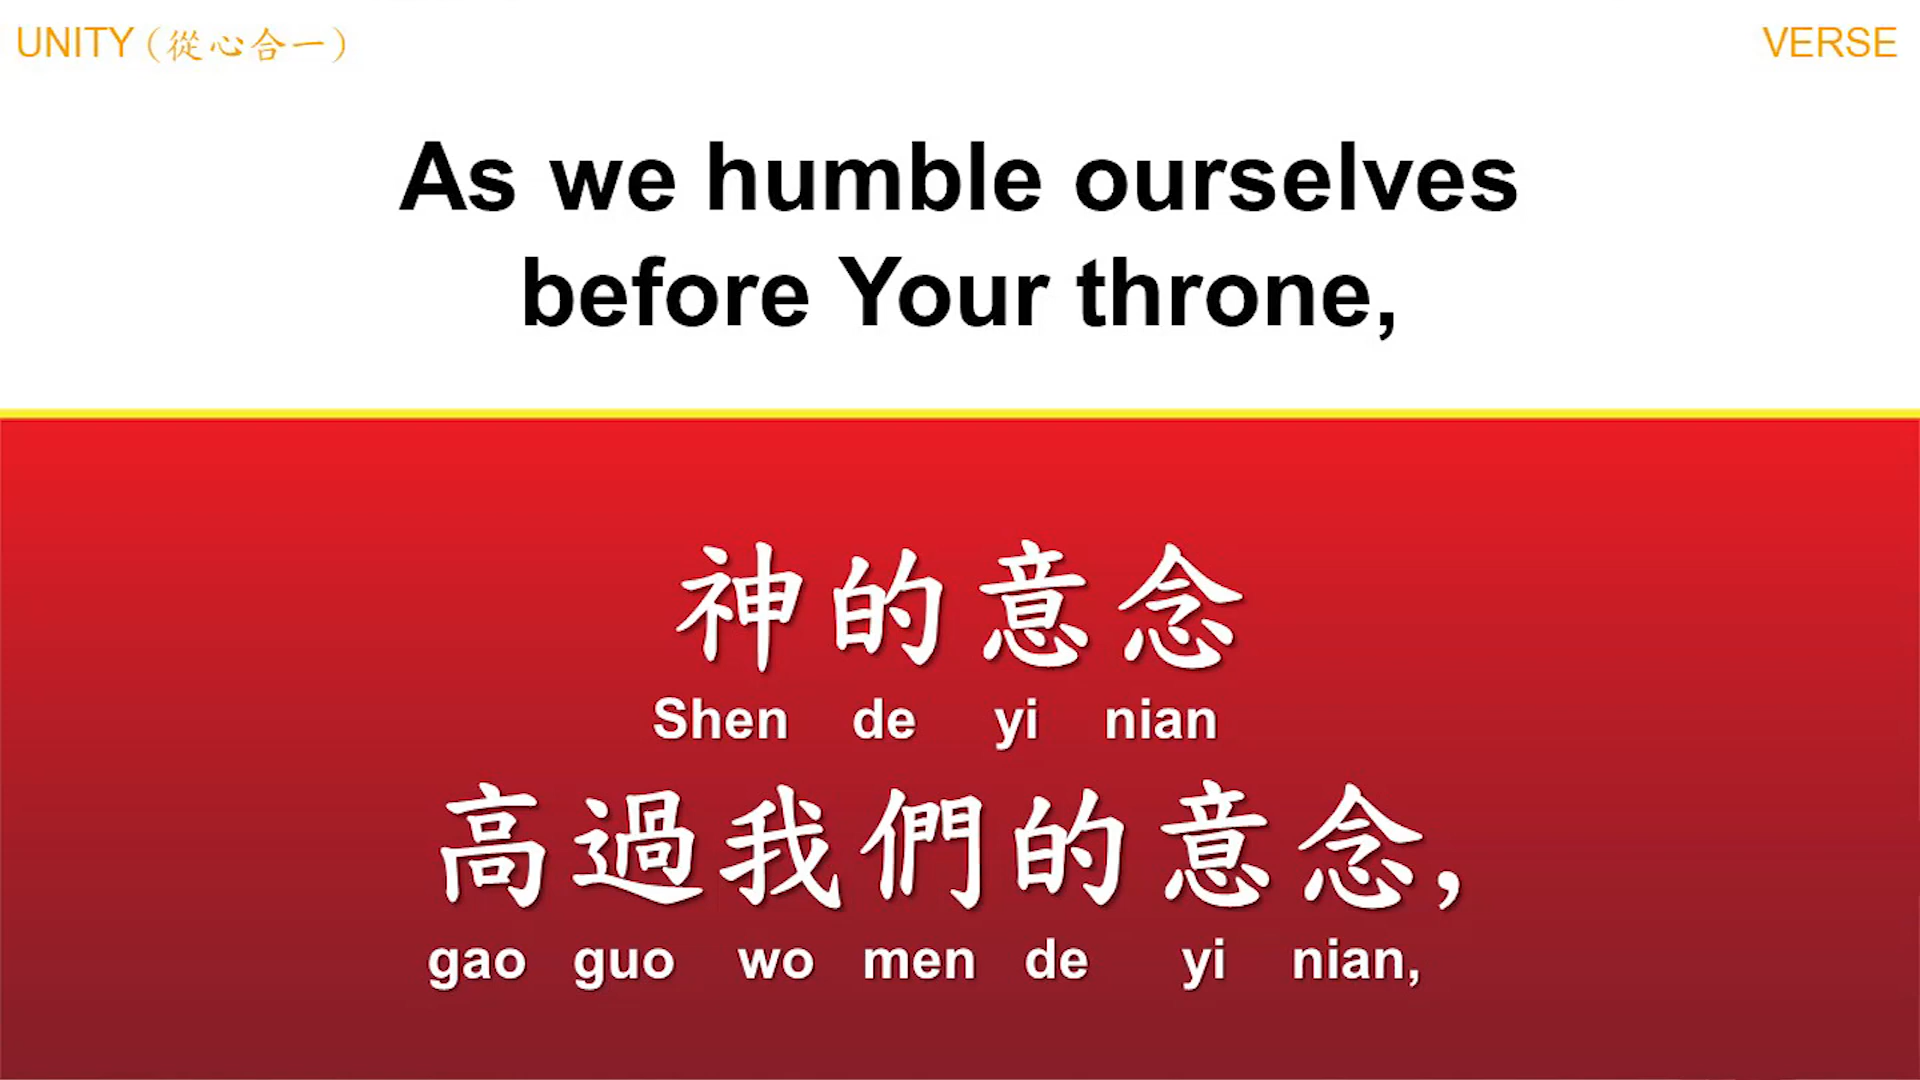 UNITY (從心合一)
VERSE
As we humble ourselves
before Your throne,
神的意念
Shen de yi nian
高過我們的意念,
gao guo wo men de yi nian,